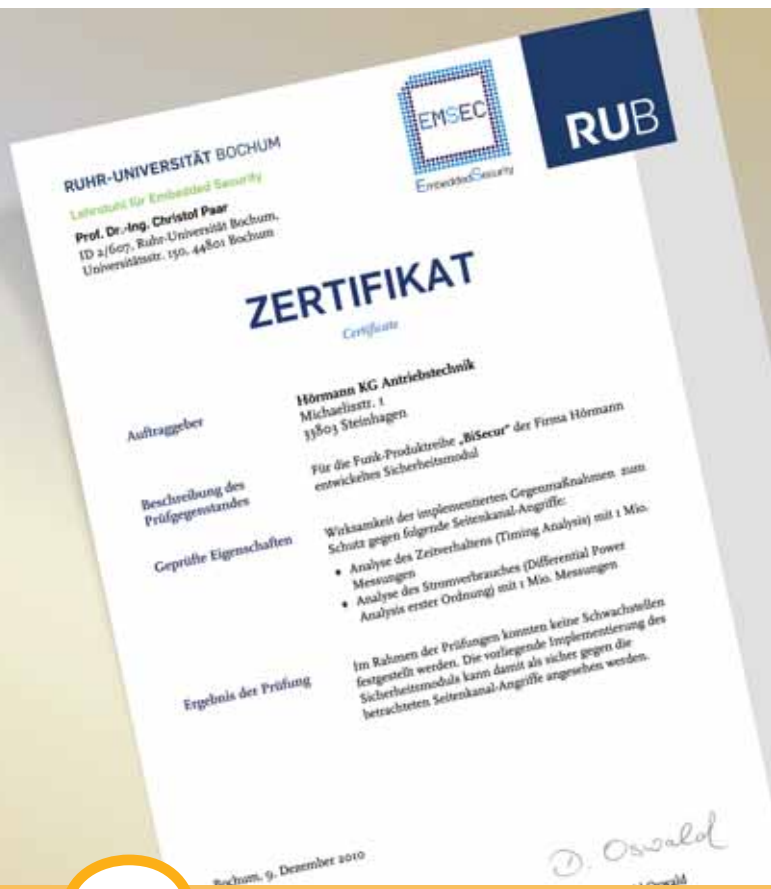 RUB
EMSEC
EmbeddedSecurity
RUHR-UNIVERSITÄT BOCHUM
Lehrstuhl für Embedded Security
Prof. Dr.-Ing. Christof Paar
ID 2/607, Ruhr-Universität Bochum,
Universitätsstr. 150, 44801 Bochum
ZERTIFIKAT
Certificate
Auftraggeber
Hörmann KG Antriebstechnik
Michaelisstr. 1
33803 Steinhagen
Beschreibung des
Prüfgegenstandes
Für die Funk-Produktreihe „BiSecur" der Firma Hörmann
entwickeltes Sicherheitsmodul
Geprüfte Eigenschaften
Wirksamkeit der implementierten Gegenmaßnahmen zum
Schutz gegen folgende Seitenkanal-Angriffe:
• Analyse des Zeitverhaltens (Timing Analysis) mit 1 Mio.
Messungen
• Analyse des Stromverbrauches (Differential Power
Analysis erster Ordnung) mit 1 Mio. Messungen
Ergebnis der Prüfung
Im Rahmen der Prüfungen konnten keine Schwachstellen
festgestellt werden. Die vorliegende Implementierung des
Sicherheitsmoduls kann damit als sicher gegen die
betrachteten Seitenkanal-Angriffe angesehen werden.
Bochum, 9. Dezember 2010
D. Oswald
Oswald